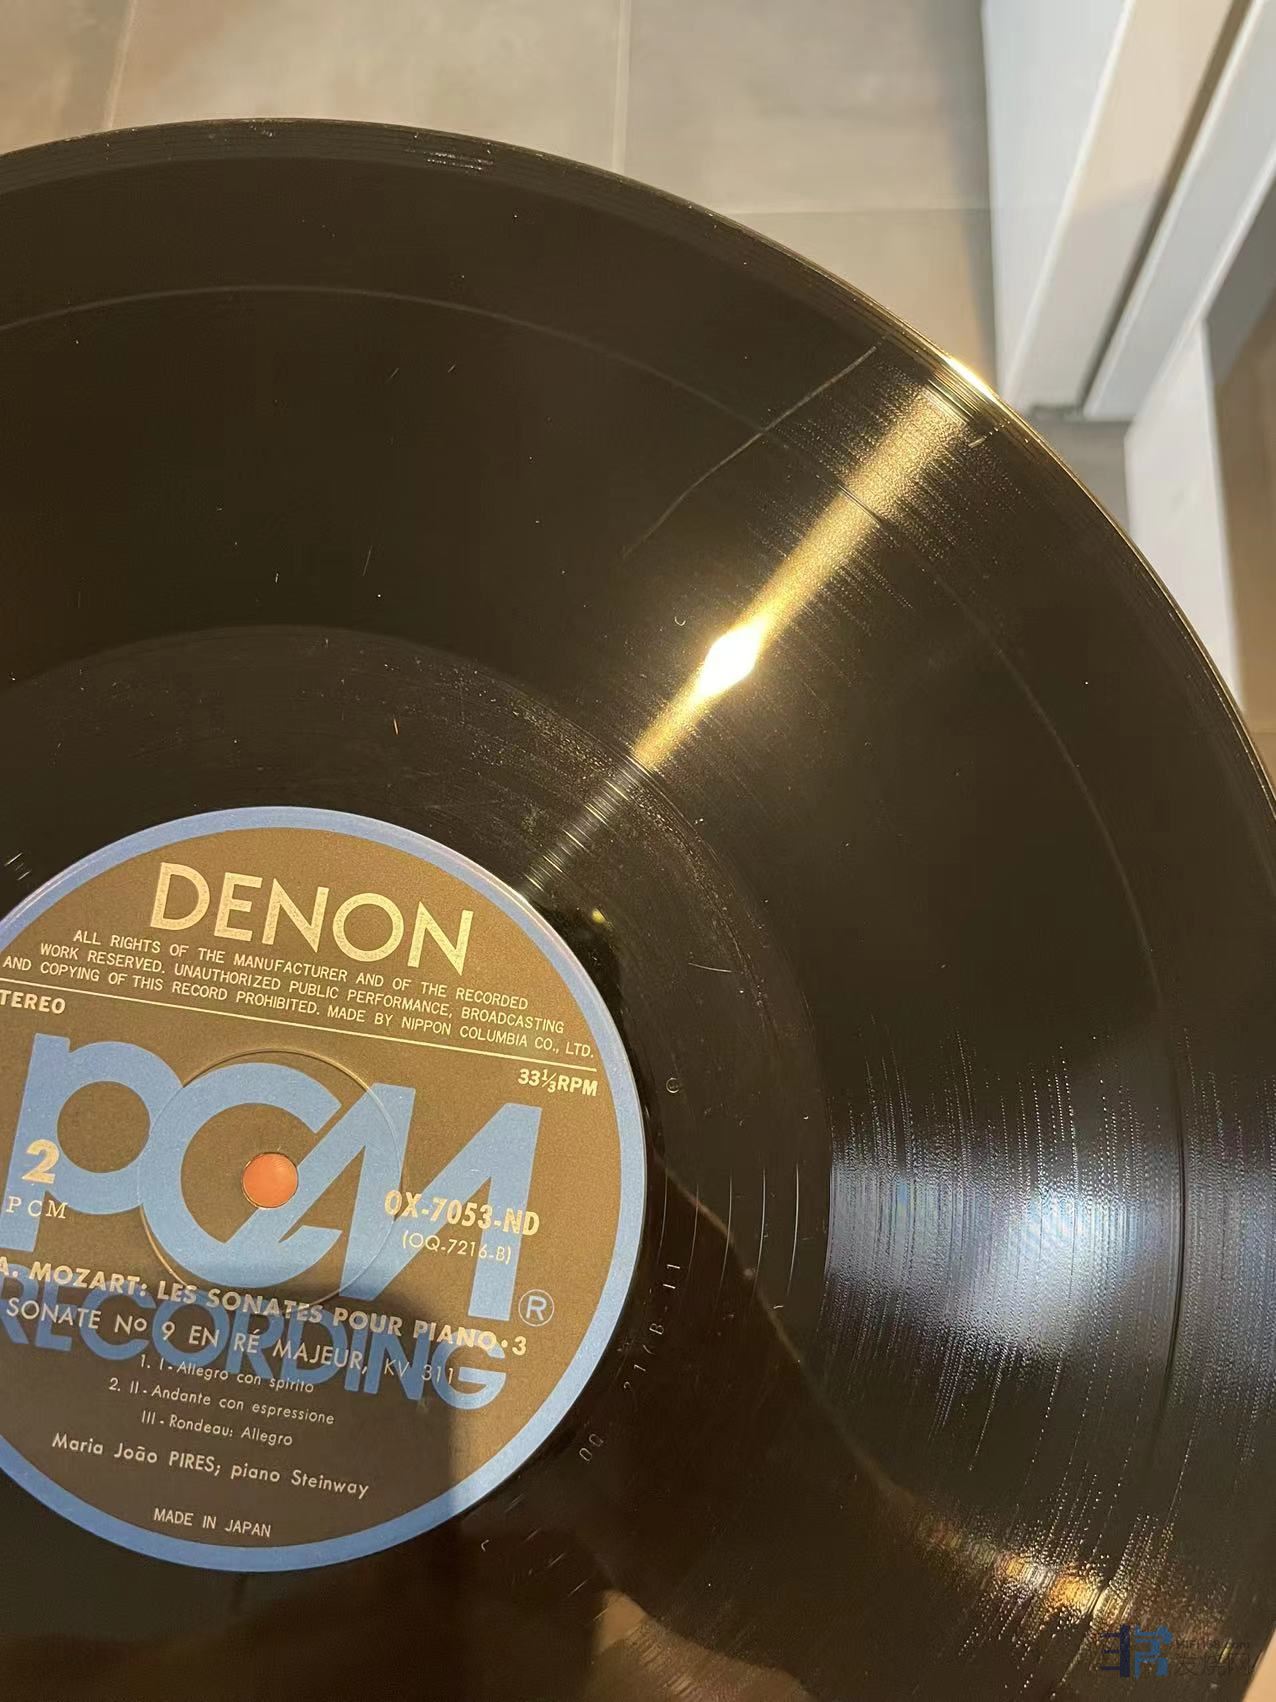 DENON
ALL RIGHTS OF THE MANUFACTURER AND OF THE RECORDED
WORK RESERVED. UNAUTHORIZED PUBLIC PERFORMANCE, BROADCASTING
AND COPYING OF THIS RECORD PROHIBITED. MADE BY NIPPON COLUMBIA CO., LTD.
TEREO
33⅓RPM
PCM
RECORDING
®
2
PCM
OX-7053-ND
(OQ-7216-B)
A. MOZART: LES SONATES POUR PIANO•3
SONATE No 9 EN RÉ MAJEUR, KV 311
1. I - Allegro con spirito
2. II - Andante con espressione
III - Rondeau: Allegro
Maria João PIRES; piano Steinway
MADE IN JAPAN
发烧网